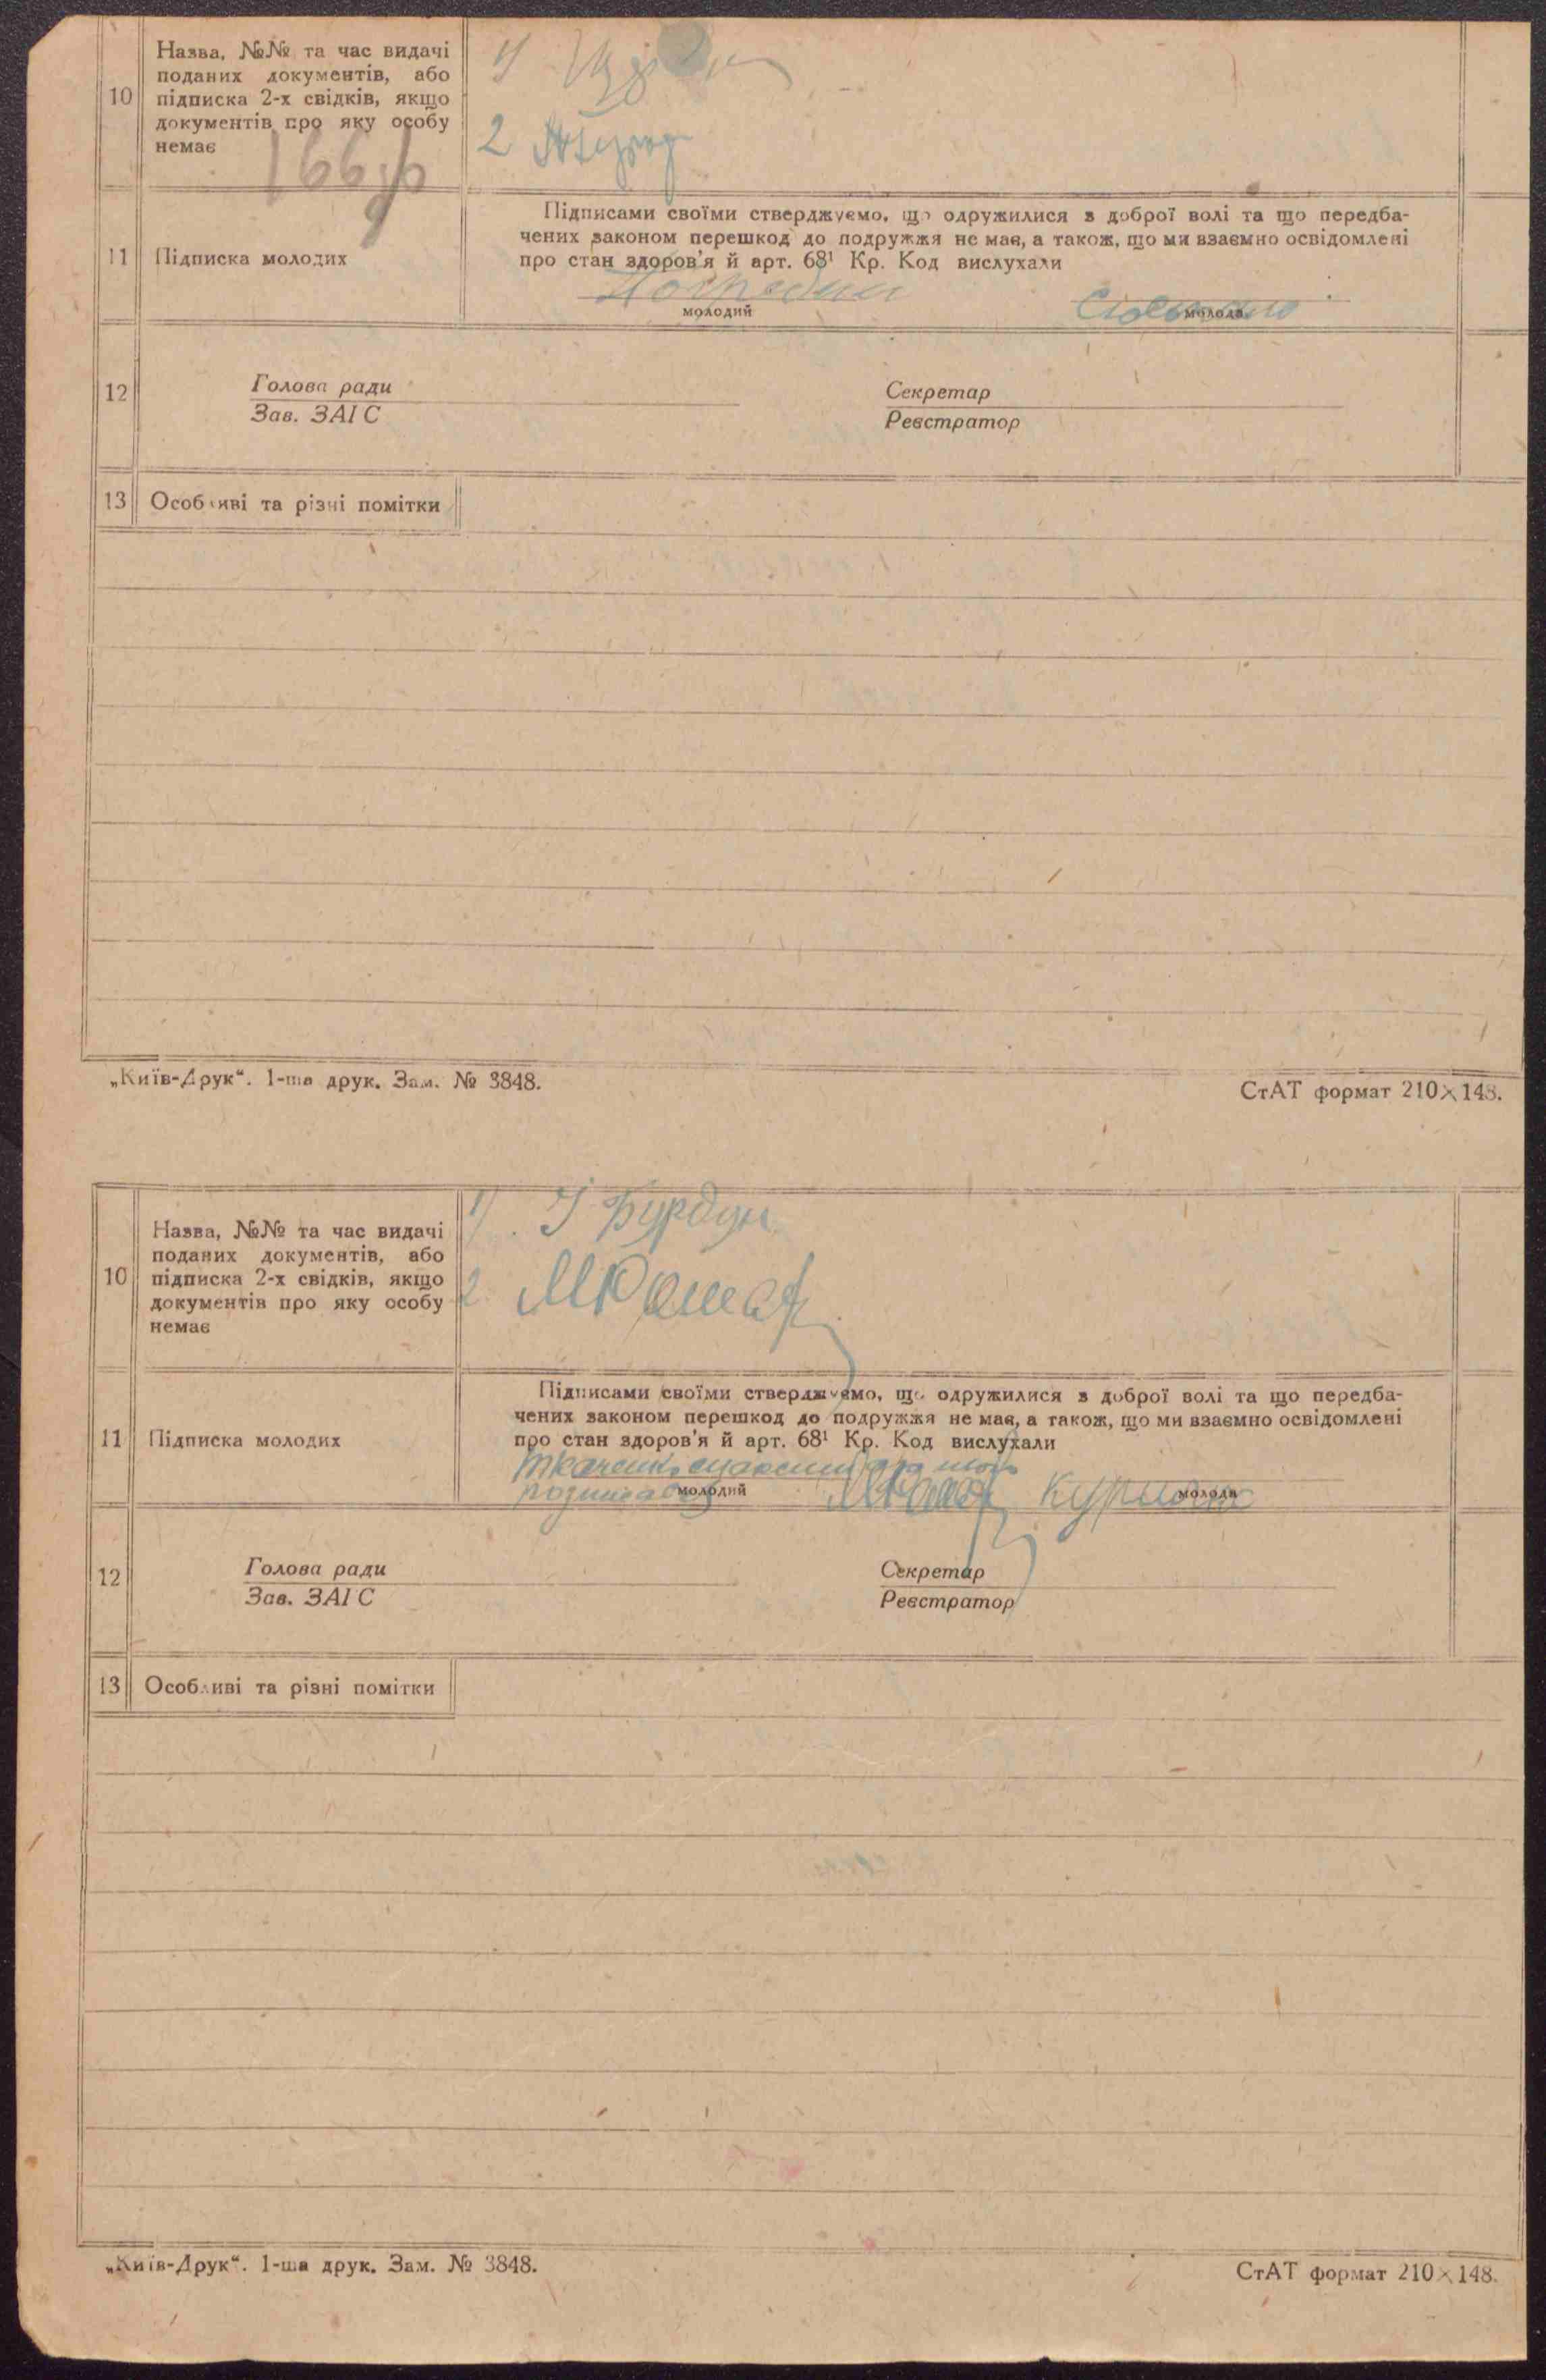 10
Назва, №№ та час видачі
поданих документів, або
підписка 2-х свідків, якщо
документів про яку особу
немає
1)
2
166
11
Підписка молодих
Підписами своїми стверджуємо, що одружилися з доброї волі та що передба-
чених законом перешкод до подружжя не має, а також, що ми взаємно освідомлені
про стан здоров'я й арт. 68¹ Кр. Код вислухали
молодий
молода
12
Голова ради
Зав. ЗАГС
Секретар
Реєстратор
13
Особливі та різні помітки
„Київ-Друк“. 1-ша друк. Зам. № 3848.
СтАТ формат 210×148.
10
Назва, №№ та час видачі
поданих документів, або
підписка 2-х свідків, якщо
документів про яку особу
немає
1) І Бурдун
2
11
Підписка молодих
Підписами своїми стверджуємо, що одружилися з доброї волі та що передба-
чених законом перешкод до подружжя не має, а також, що ми взаємно освідомлені
про стан здоров'я й арт. 68¹ Кр. Код вислухали
молодий
молода
12
Голова ради
Зав. ЗАГС
Секретар
Реєстратор
13
Особливі та різні помітки
„Київ-Друк“. 1-ша друк. Зам. № 3848.
СтАТ формат 210×148.